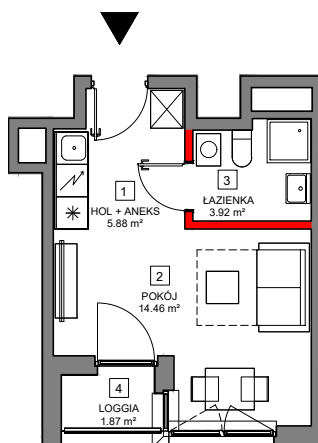 1
HOL + ANEKS
5.88 m²
3
ŁAZIENKA
3.92 m²
2
POKÓJ
14.46 m²
4
LOGGIA
1.87 m²